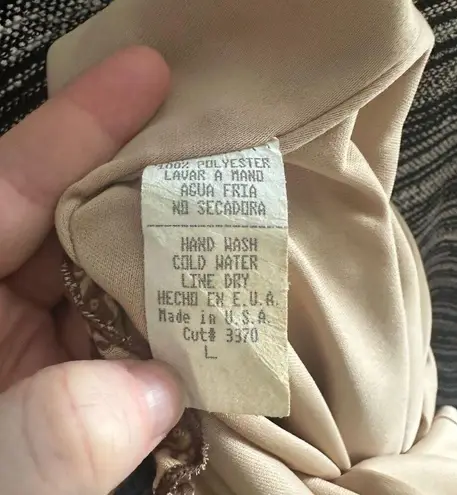 100% POLYESTER
LAVAR A MANO
AGUA FRIA
NO SECADORA
HAND WASH
COLD WATER
LINE DRY
HECHO EN E.U.A.
Made in U.S.A.
Cut# 3370
L